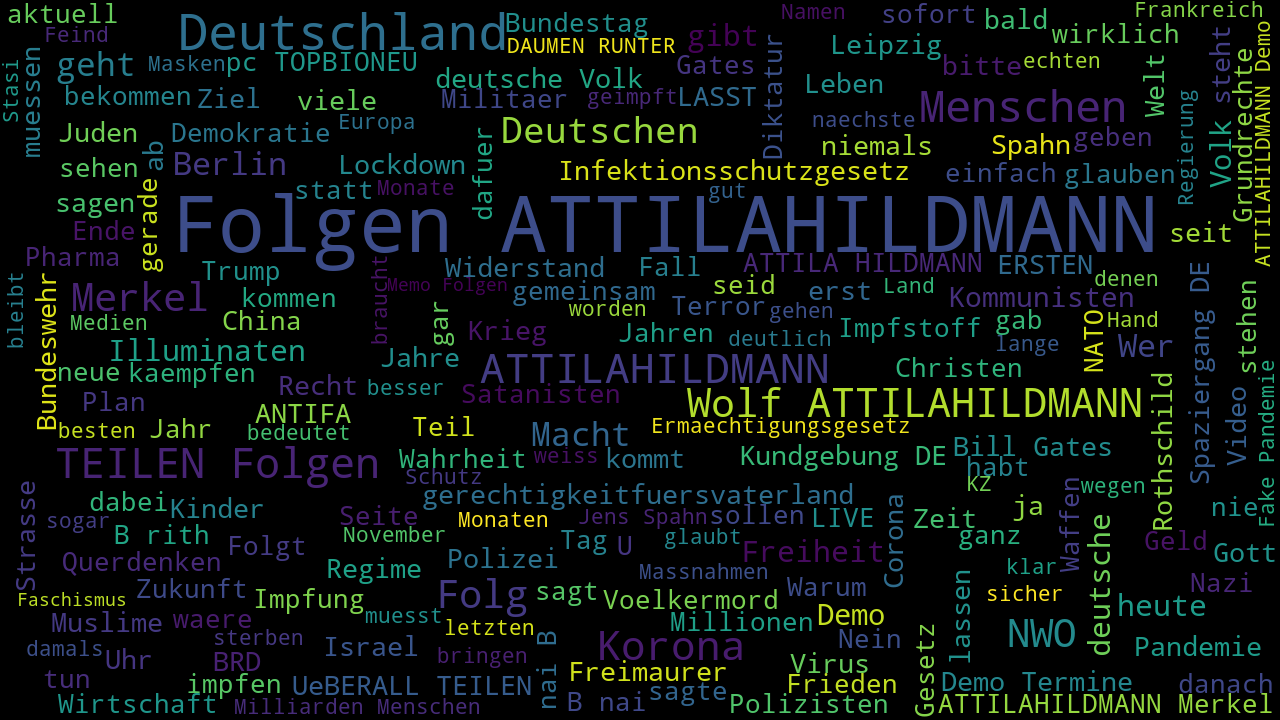 aktuell
Feind
Deutschland
Bundestag
DAUMEN RUNTER
gibt
Namen
sofort
bald
Frankreich
wirklich
Stasi
muessen
geht
Masken
pc TOPBIONEU
deutsche Volk
Gates
Leipzig
bitte
echten
steht
Demo
bekommen
Ziel
viele
Militaer
geimpft
LASST
Diktatur
Leben
Menschen
Welt
Grundrechte
ATTILAHILDMANN
Juden
Demokratie
Europa
Deutschen
naechste
niemals
Spahn
geben
Regierung
Volk
ab
sehen
Berlin
Lockdown
dafuer
Infektionsschutzgesetz
einfach
glauben
sagen
gerade
statt
Monate
gut
Folgen ATTILAHILDMANN
seit
Ende
Pharma
Trump
Widerstand
Fall
ATTILA HILDMANN
ERSTEN
denen
bleibt
Bundeswehr
Merkel
kommen
braucht
Memo Folgen
gemeinsam
seid
erst
Land
Kommunisten
Spaziergang DE
stehen
Medien
China
gar
Krieg
worden
Terror
gehen
Jahren
deutlich
Impfstoff
gab
Hand
lange
NATO
Wer
Illuminaten
neue
kaempfen
Jahre
ATTILAHILDMANN
Christen
Plan
Recht
besser
Satanisten
Wolf ATTILAHILDMANN
Rothschild
Video
Fake Pandemie
besten
Jahr
ANTIFA
bedeutet
Teil
Macht
Ermaechtigungsgesetz
TEILEN Folgen
Wahrheit
weiss
kommt
Kundgebung DE
Bill Gates
habt
Schutz
KZ
wegen
Strasse
dabei
Kinder
gerechtigkeitfuersvaterland
Corona
Waffen
nie
sogar
B rith
Seite
Monaten
Jens Spahn
sollen
LIVE
Zeit
ja
Querdenken
Folgt
November
Tag
U
glaubt
Freiheit
ganz
deutsche
Geld
Gott
Regime
Polizei
Massnahmen
klar
Nazi
Faschismus
Zukunft
Impfung
Folg
sagt
Voelkermord
Warum
lassen
sicher
heute
Muslime
waere
muesst
letzten
Millionen
Demo
NWO
damals
sterben
Israel
nai B
Korona
Nein
Gesetz
Pandemie
Uhr
BRD
bringen
Freimaurer
Virus
tun
impfen
UeBERALL TEILEN
sagte
Frieden
Demo Termine
danach
Wirtschaft
Milliarden Menschen
B nai
Polizisten
ATTILAHILDMANN Merkel